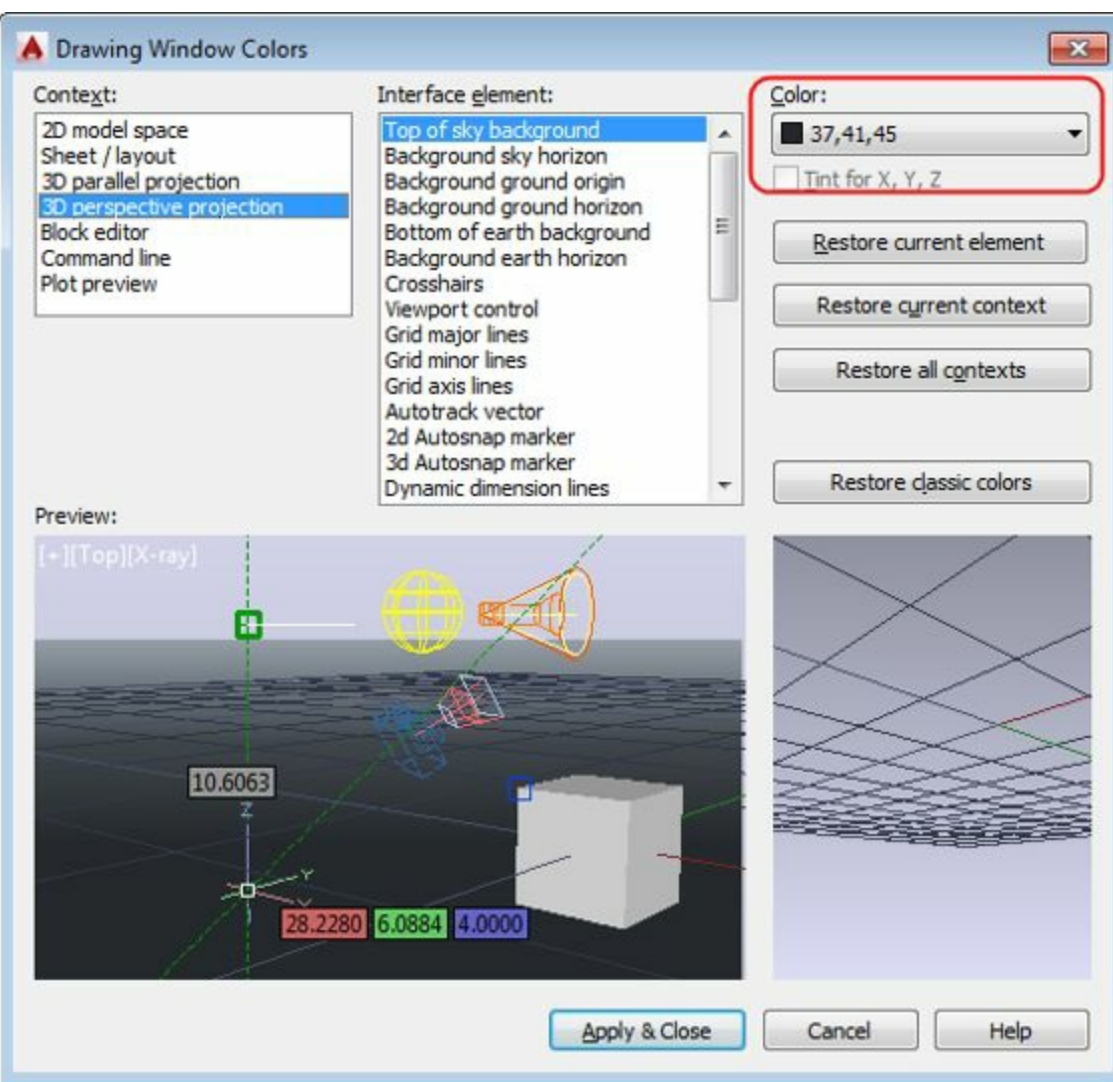 Drawing Window Colors
Context:
2D model space
Sheet / layout
3D parallel projection
3D perspective projection
Block editor
Command line
Plot preview
Interface element:
Top of sky background
Background sky horizon
Background ground origin
Background ground horizon
Bottom of earth background
Background earth horizon
Crosshairs
Viewport control
Grid major lines
Grid minor lines
Grid axis lines
Autotrack vector
2d Autosnap marker
3d Autosnap marker
Dynamic dimension lines
Color:
37,41,45
Tint for X, Y, Z
Restore current element
Restore current context
Restore all contexts
Restore classic colors
Preview:
[+][Top][X-ray]
10.6063
Z
Y
X
28.2280 6.0884 4.0000
Apply & Close
Cancel
Help